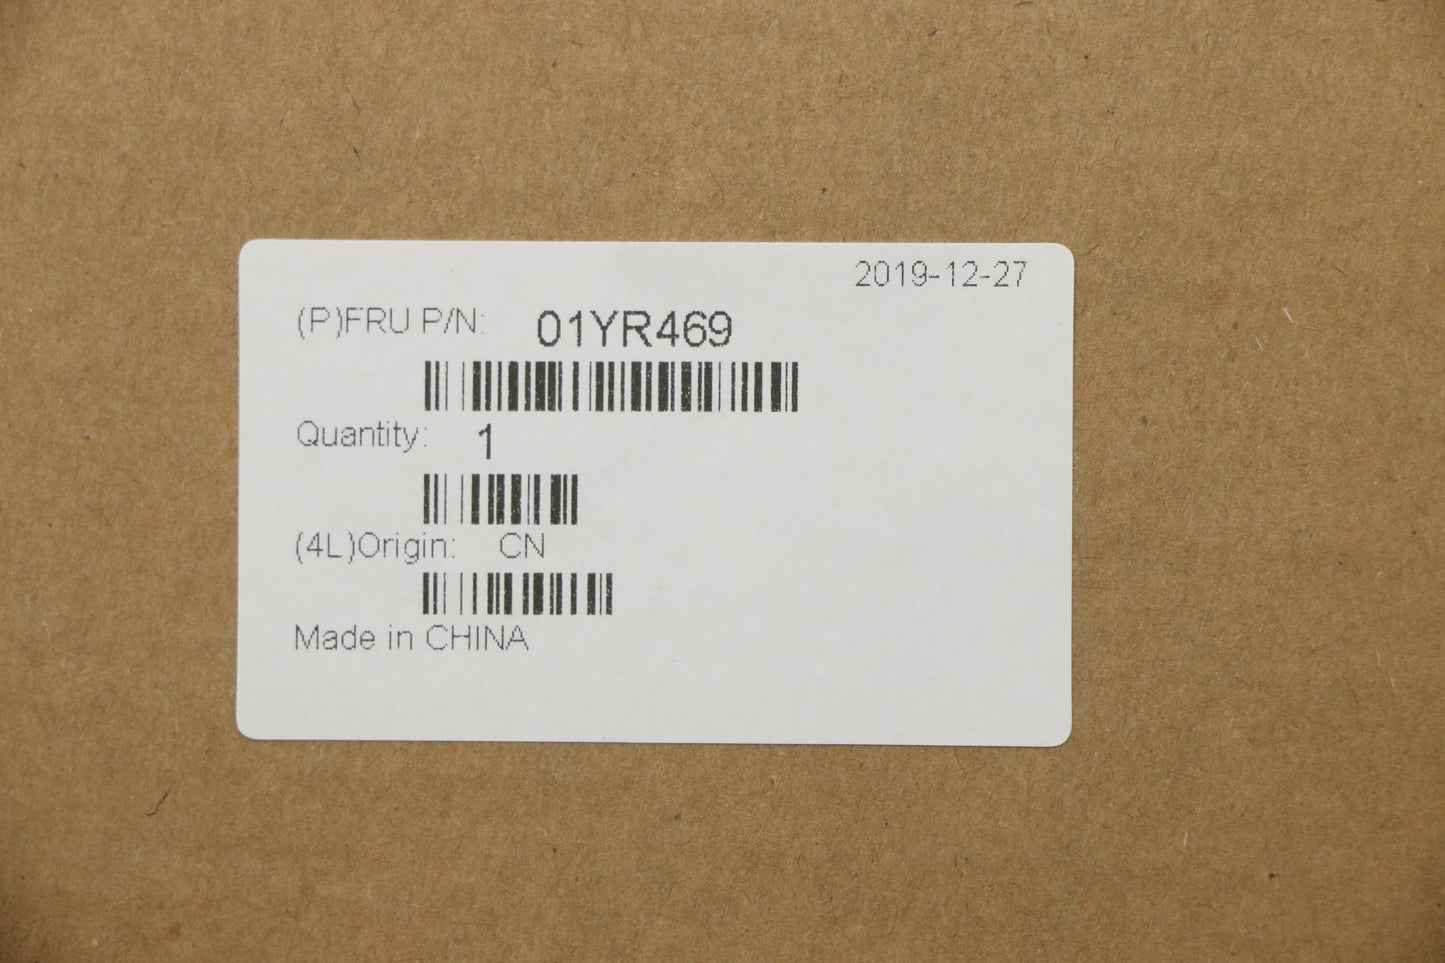 2019-12-27
(P)FRU P/N: 01YR469
Quantity: 1
(4L)Origin: CN
Made in CHINA